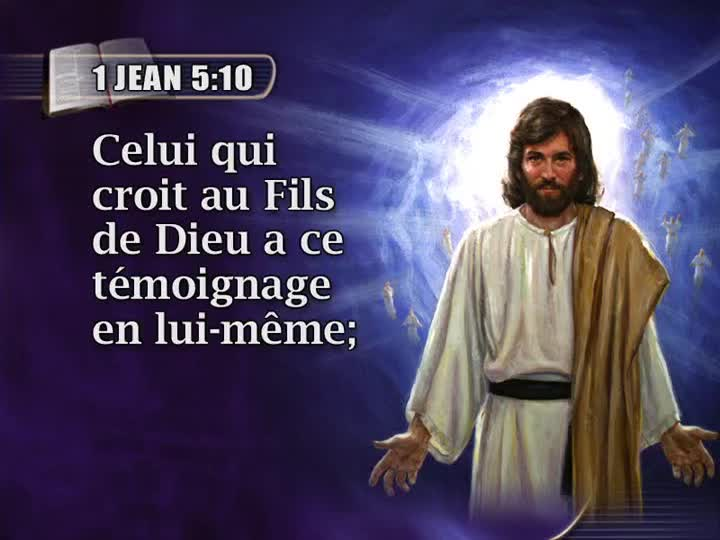 1 JEAN 5:10
Celui qui
croit au Fils
de Dieu a ce
témoignage
en lui-même;